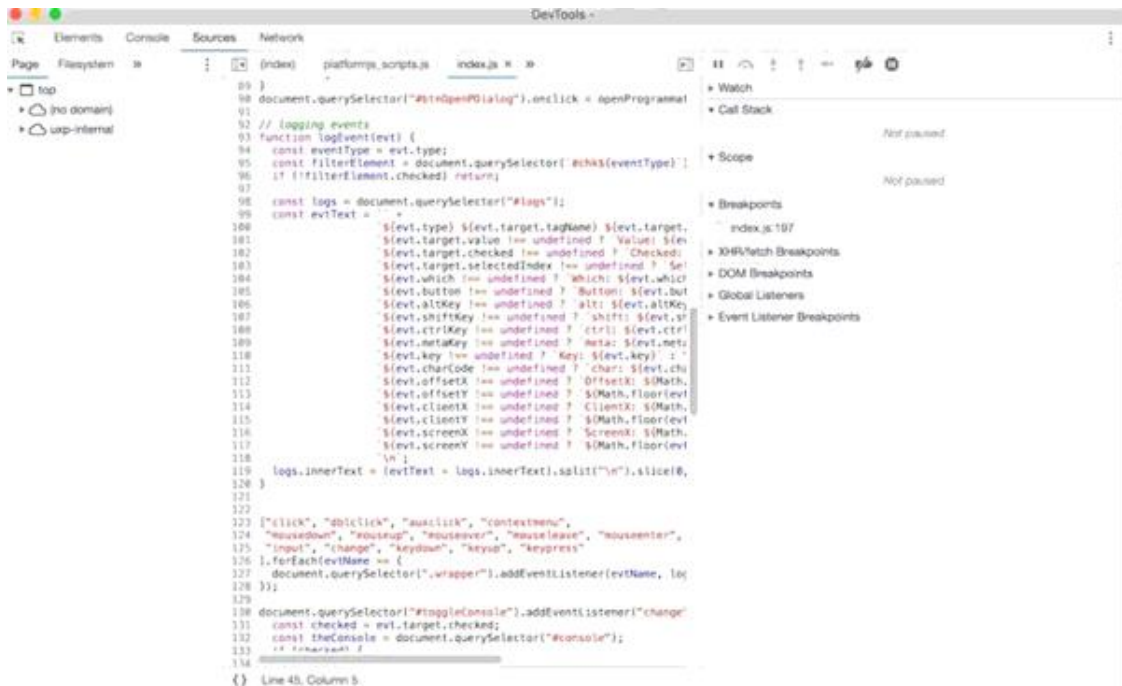 DevTools -
Elements Console Sources Network
Page Filesystem »
(index) platformjs_scripts.js index.js × »
top
(no domain)
uxp-internal
89 }
90 document.querySelector("#btnOpenPDialog").onclick = openProgrammat
91
92 // logging events
93 function logEvent(evt) {
94 const eventType = evt.type;
95 const filterElement = document.querySelector(`#chk${eventType}`)
96 if (!filterElement.checked) return;
97
98 const logs = document.querySelector("#logs");
99 const evtText = `` +
100 `${evt.type} ${evt.target.tagName} ${evt.target.
101 `${evt.target.value !== undefined ? `Value: ${ev
102 `${evt.target.checked !== undefined ? `Checked:
103 `${evt.target.selectedIndex !== undefined ? `Sel
104 `${evt.which !== undefined ? `Which: ${evt.which
105 `${evt.button !== undefined ? `Button: ${evt.but
106 `${evt.altKey !== undefined ? `alt: ${evt.altKey
107 `${evt.shiftKey !== undefined ? `shift: ${evt.sh
108 `${evt.ctrlKey !== undefined ? `ctrl: ${evt.ctrl
109 `${evt.metaKey !== undefined ? `meta: ${evt.meta
110 `${evt.key !== undefined ? `Key: ${evt.key}` : "
111 `${evt.charCode !== undefined ? `char: ${evt.cha
112 `${evt.offsetX !== undefined ? `OffsetX: ${Math.
113 `${evt.offsetY !== undefined ? `${Math.floor(evt
114 `${evt.clientX !== undefined ? `ClientX: ${Math.
115 `${evt.clientY !== undefined ? `${Math.floor(evt
116 `${evt.screenX !== undefined ? `ScreenX: ${Math.
117 `${evt.screenY !== undefined ? `${Math.floor(evt
118 `\n`;
119 logs.innerText = (evtText + logs.innerText).split("\n").slice(0,
120 }
121
122
123 ["click", "dblclick", "auxclick", "contextmenu",
124 "mousedown", "mouseup", "mouseover", "mouseleave", "mouseenter",
125 "input", "change", "keydown", "keyup", "keypress"
126 ].forEach(evtName => {
127 document.querySelector(".wrapper").addEventListener(evtName, log
128 });
129
130 document.querySelector("#toggleConsole").addEventListener("change"
131 const checked = evt.target.checked;
132 const theConsole = document.querySelector("#console");
133 if (checked) {
134
{} Line 45, Column 5
Watch
Call Stack
Not paused
Scope
Not paused
Breakpoints
index.js:197
XHR/fetch Breakpoints
DOM Breakpoints
Global Listeners
Event Listener Breakpoints